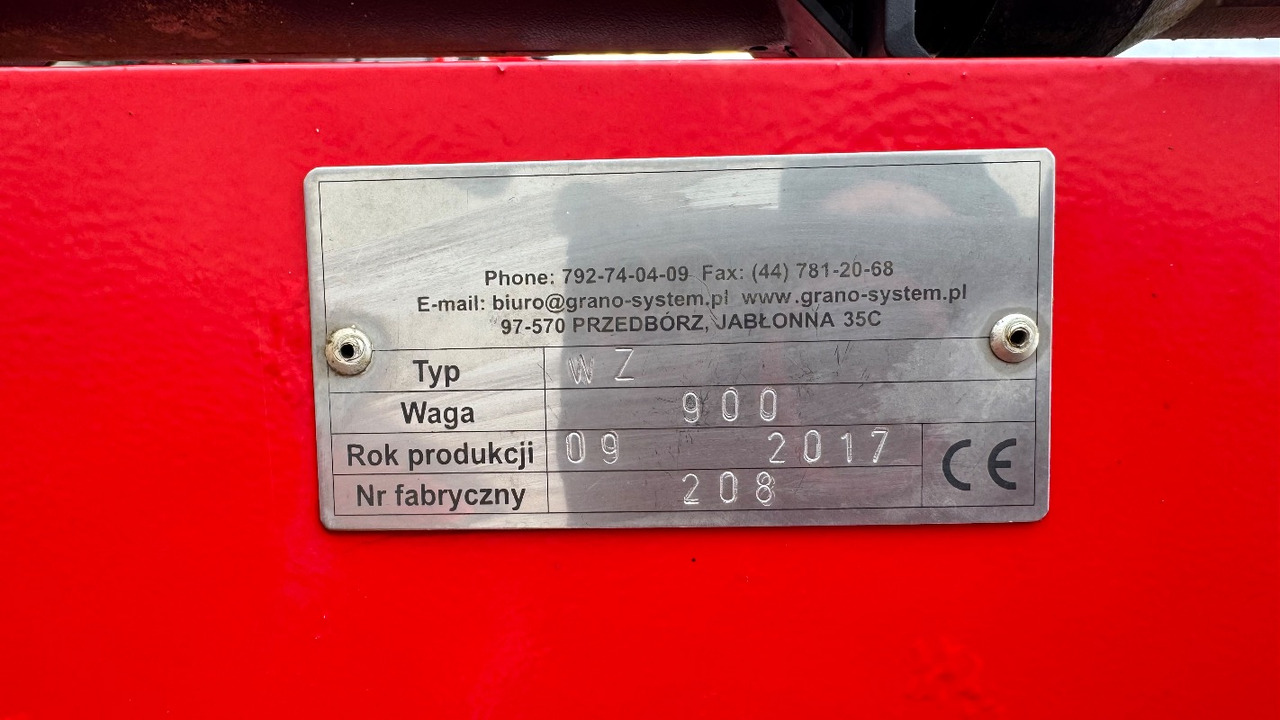 Phone: 792-74-04-09 Fax: (44) 781-20-68
E-mail: biuro@grano-system.pl www.grano-system.pl
97-570 PRZEDBÓRZ, JABŁONNA 35C
Typ WZ
Waga 900
Rok produkcji 09 2017
Nr fabryczny 208
CE